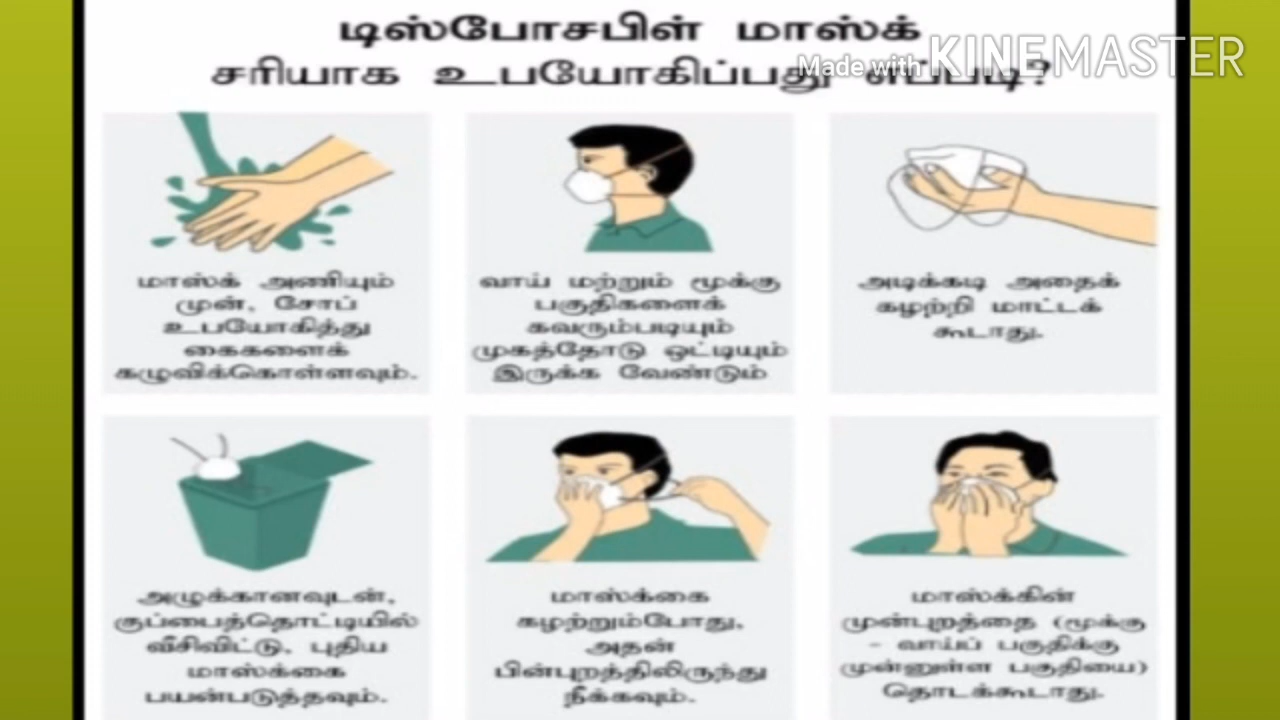 டிஸ்போசபிள் மாஸ்க்
சரியாக உபயோகிப்பது எப்படி?
Made with KINEMASTER
மாஸ்க் அணியும்
முன், சோப்
உபயோகித்து
கைகளைக்
கழுவிக்கொள்ளவும்.
வாய் மற்றும் மூக்கு
பகுதிகளைக்
கவரும்படியும்
முகத்தோடு ஒட்டியும்
இருக்க வேண்டும்
அடிக்கடி அதைக்
கழற்றி மாட்டக்
கூடாது.
அழுக்கானவுடன்,
குப்பைத்தொட்டியில்
வீசிவிட்டு, புதிய
மாஸ்க்கை
பயன்படுத்தவும்.
மாஸ்க்கை
கழற்றும்போது,
அதன்
பின்புறத்திலிருந்து
நீக்கவும்.
மாஸ்க்கின்
முன்புறத்தை (மூக்கு
- வாய்ப் பகுதிக்கு
முன்னுள்ள பகுதியை)
தொடக்கூடாது.